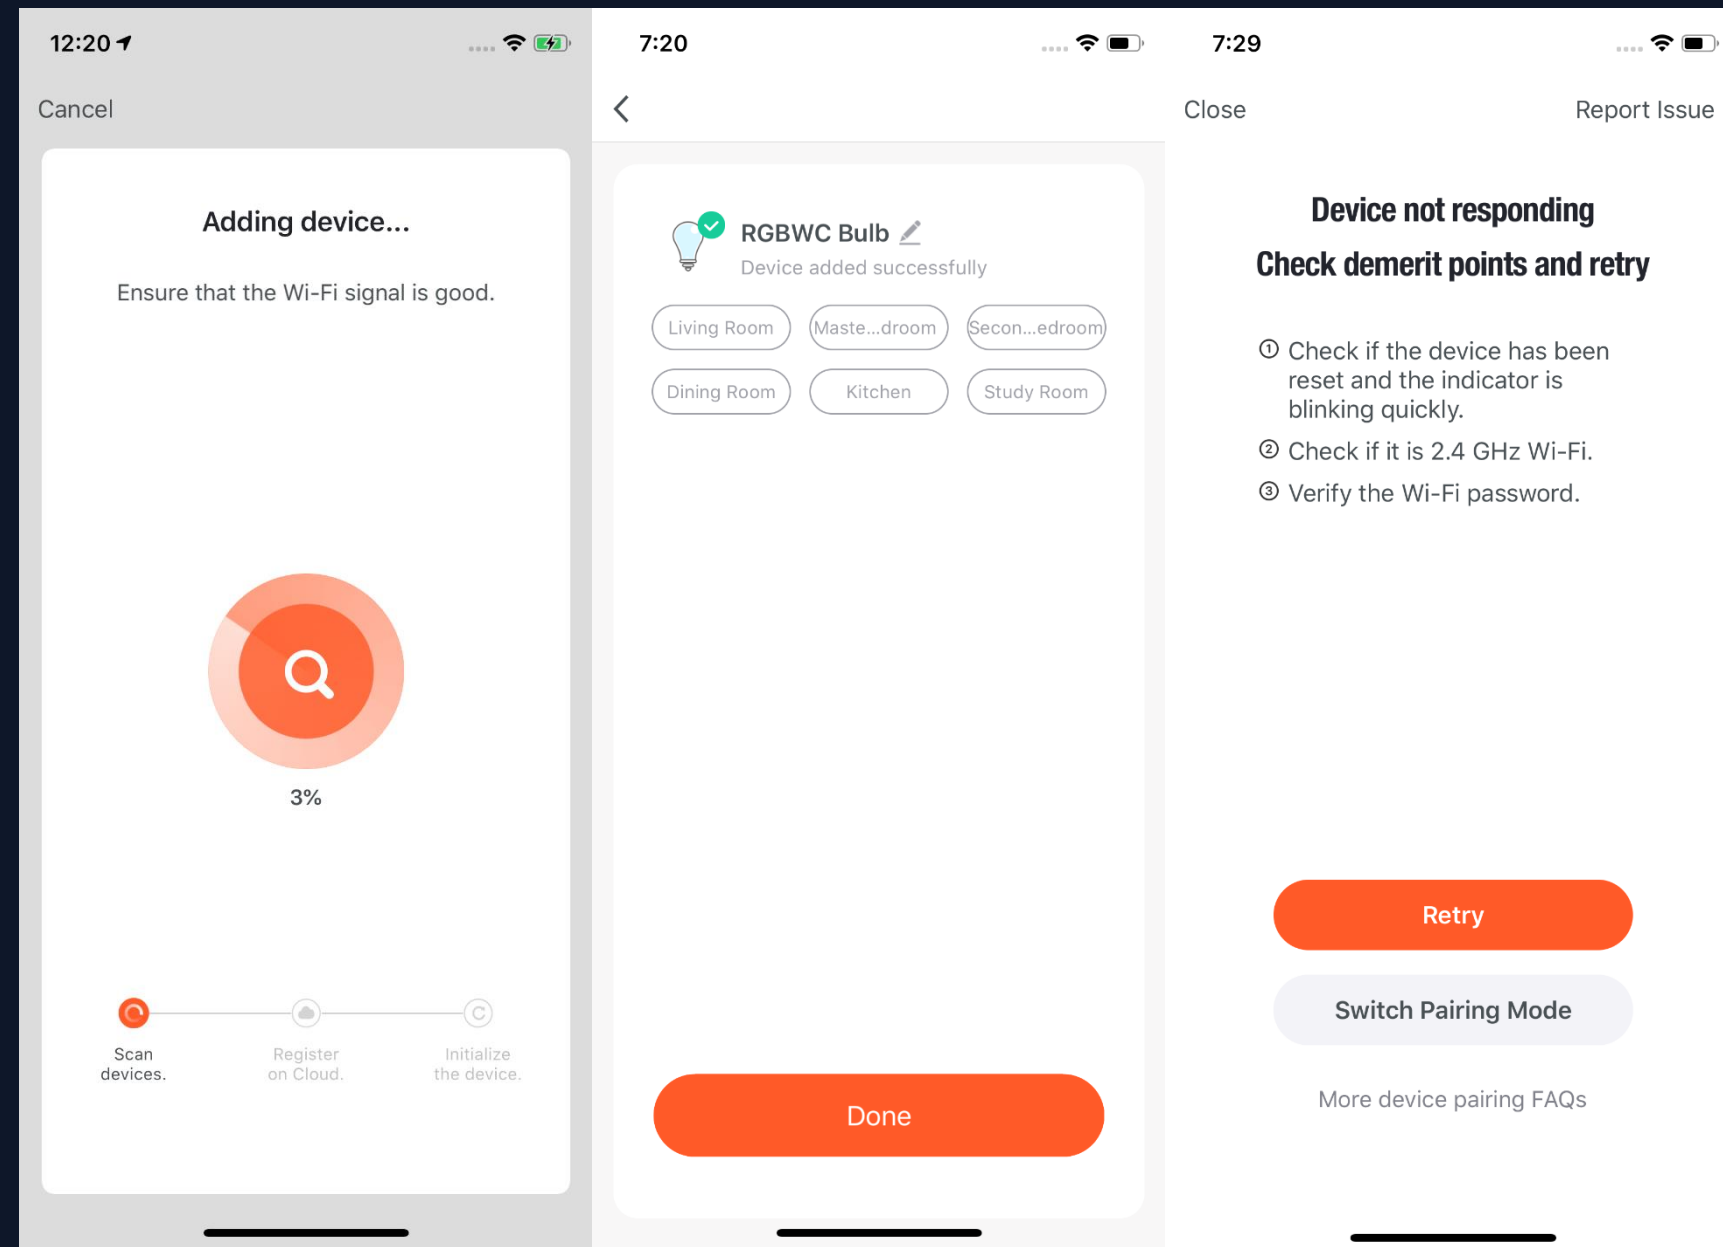 12:20
Cancel
Adding device...
Ensure that the Wi-Fi signal is good.
3%
Scan
devices.
Register
on Cloud.
Initialize
the device.
7:20
RGBWC Bulb
Device added successfully
Living Room
Maste...droom
Secon...edroom
Dining Room
Kitchen
Study Room
Done
7:29
Close
Report Issue
Device not responding
Check demerit points and retry
① Check if the device has been
reset and the indicator is
blinking quickly.
② Check if it is 2.4 GHz Wi-Fi.
③ Verify the Wi-Fi password.
Retry
Switch Pairing Mode
More device pairing FAQs